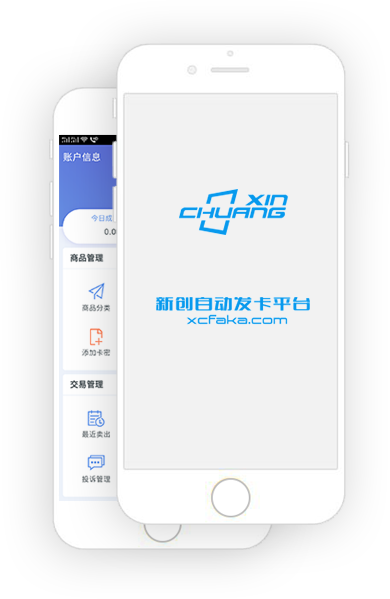 账户信息
今日成
0.0
商品管理
商品分类
添加卡密
交易管理
最近卖出
投诉管理
XIN
CHUANG
新创自动发卡平台
xcfaka.com